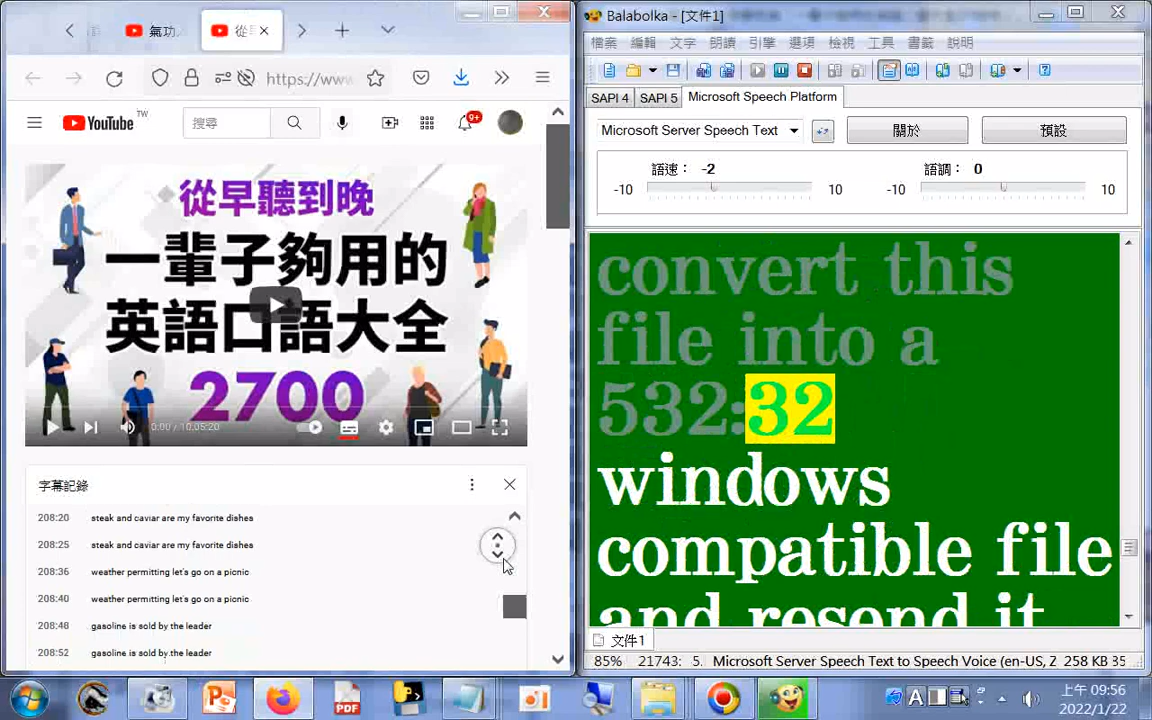 氣功
從
https://www
YouTube TW
搜尋
9+
從早聽到晚
一輩子夠用的
英語口語大全
2700
0:00 / 10:05:20
字幕記錄
208:20 steak and caviar are my favorite dishes
208:25 steak and caviar are my favorite dishes
208:36 weather permitting let's go on a picnic
208:40 weather permitting let's go on a picnic
208:48 gasoline is sold by the leader
208:52 gasoline is sold by the leader
Balabolka - [文件1]
檔案 編輯 文字 朗讀 引擎 選項 檢視 工具 書籤 說明
SAPI 4 SAPI 5 Microsoft Speech Platform
Microsoft Server Speech Text 關於 預設
語速： -2 語調： 0
-10 10 -10 10
convert this
file into a
532:32
windows
compatible file
and resend it
文件1
85% 21743: 5. Microsoft Server Speech Text to Speech Voice (en-US, Z 258 KB 35
PDF
A
上午 09:56
2022/1/22